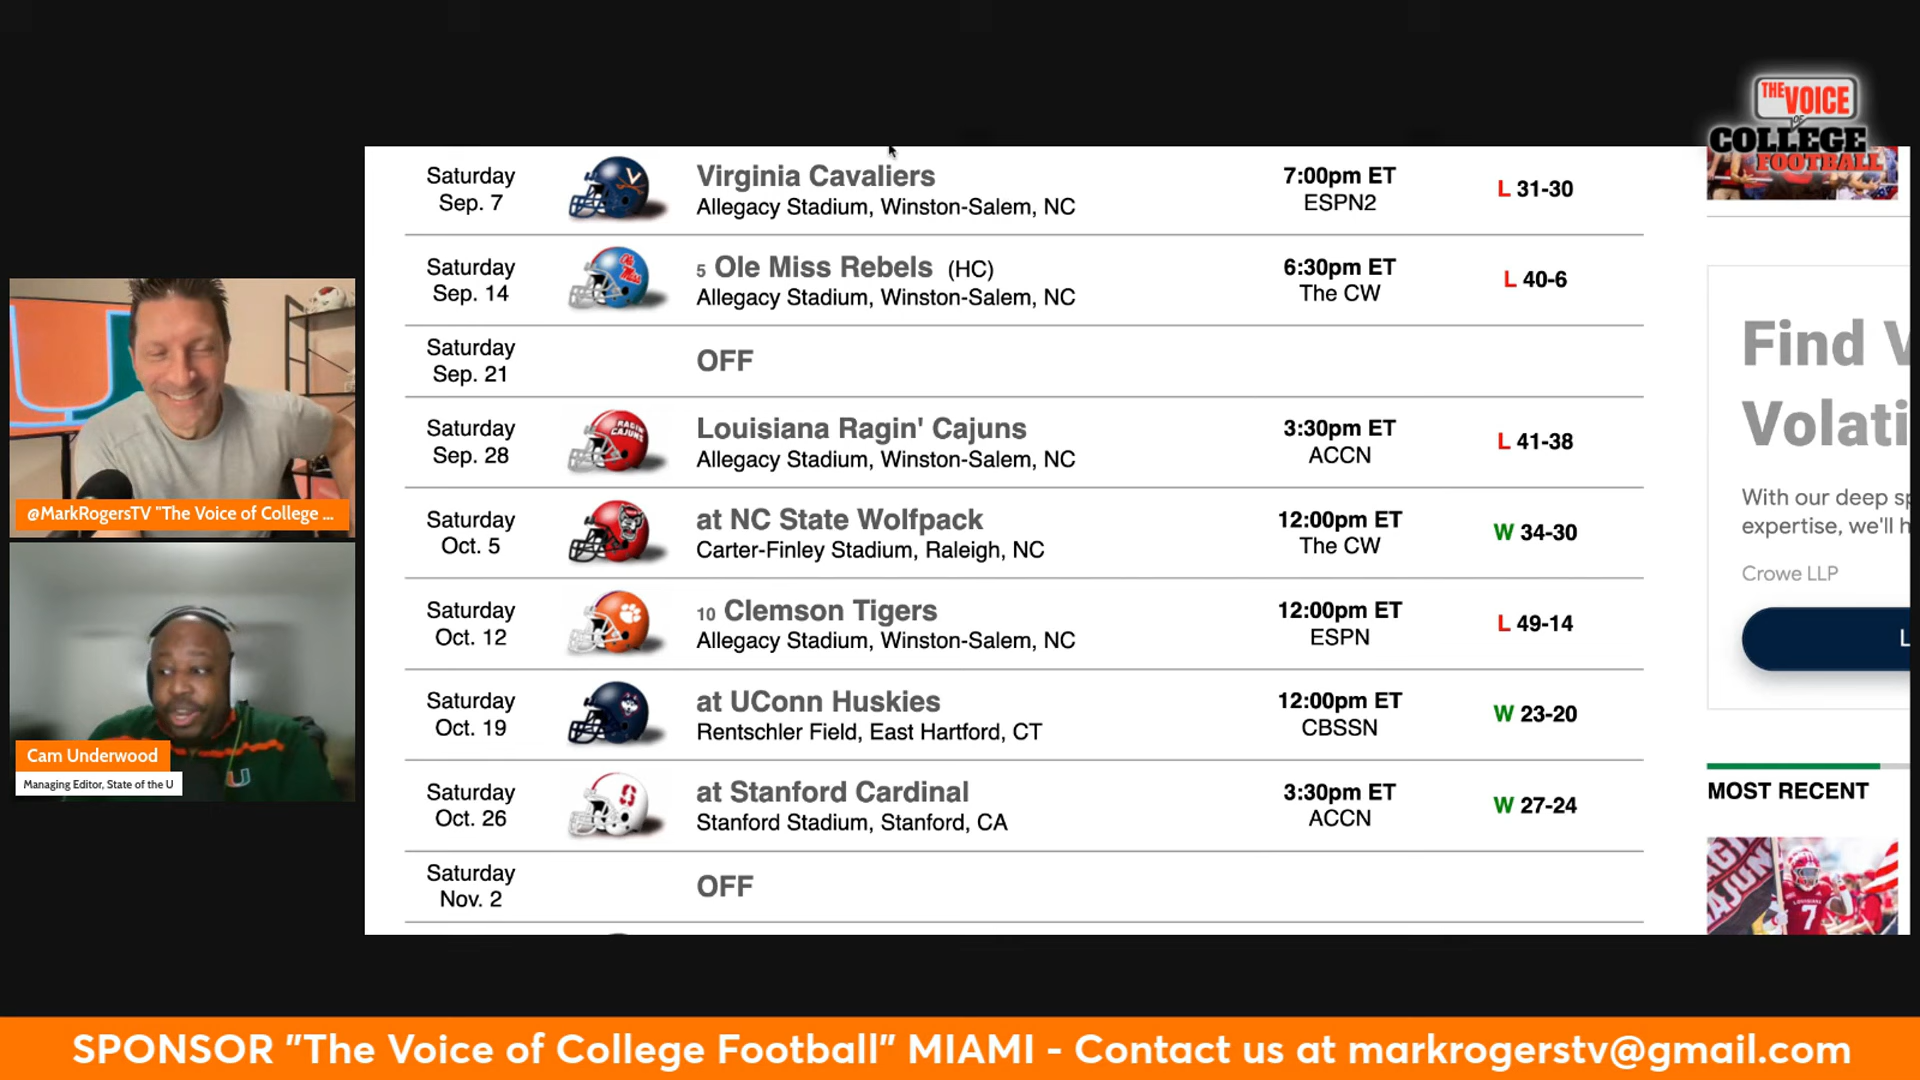 THE VOICE
OF
COLLEGE
FOOTBALL
Saturday
Sep. 7
Virginia Cavaliers
Allegacy Stadium, Winston-Salem, NC
7:00pm ET
ESPN2
L 31-30
Saturday
Sep. 14
5 Ole Miss Rebels (HC)
Allegacy Stadium, Winston-Salem, NC
6:30pm ET
The CW
L 40-6
Saturday
Sep. 21
OFF
Saturday
Sep. 28
Louisiana Ragin' Cajuns
Allegacy Stadium, Winston-Salem, NC
3:30pm ET
ACCN
L 41-38
Saturday
Oct. 5
at NC State Wolfpack
Carter-Finley Stadium, Raleigh, NC
12:00pm ET
The CW
W 34-30
Saturday
Oct. 12
10 Clemson Tigers
Allegacy Stadium, Winston-Salem, NC
12:00pm ET
ESPN
L 49-14
Saturday
Oct. 19
at UConn Huskies
Rentschler Field, East Hartford, CT
12:00pm ET
CBSSN
W 23-20
Saturday
Oct. 26
at Stanford Cardinal
Stanford Stadium, Stanford, CA
3:30pm ET
ACCN
W 27-24
Saturday
Nov. 2
OFF
Find V
Volati
With our deep sp
expertise, we'll h
Crowe LLP
L
MOST RECENT
@MarkRogersTV "The Voice of College ...
Cam Underwood
Managing Editor, State of the U
SPONSOR "The Voice of College Football" MIAMI - Contact us at markrogerstv@gmail.com